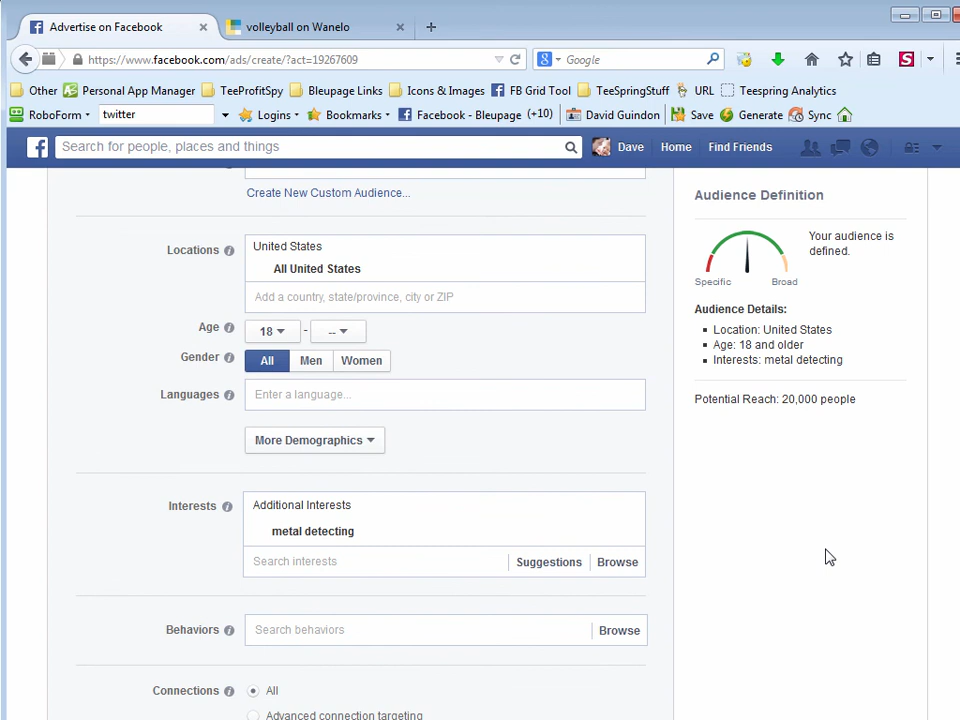 Advertise on Facebook
volleyball on Wanelo
https://www.facebook.com/ads/create/?act=19267609
Google
Other Personal App Manager TeeProfitSpy Bleupage Links Icons & Images FB Grid Tool TeeSpringStuff URL Teespring Analytics
RoboForm twitter Logins Bookmarks Facebook - Bleupage (+10) David Guindon Save Generate Sync
Search for people, places and things
Dave Home Find Friends
Create New Custom Audience...
Locations
United States
All United States
Add a country, state/province, city or ZIP
Age 18 - --
Gender All Men Women
Languages Enter a language...
More Demographics
Interests
Additional Interests
metal detecting
Search interests Suggestions Browse
Behaviors Search behaviors Browse
Connections All
Advanced connection targeting
Audience Definition
Your audience is
defined.
Specific Broad
Audience Details:
Location: United States
Age: 18 and older
Interests: metal detecting
Potential Reach: 20,000 people